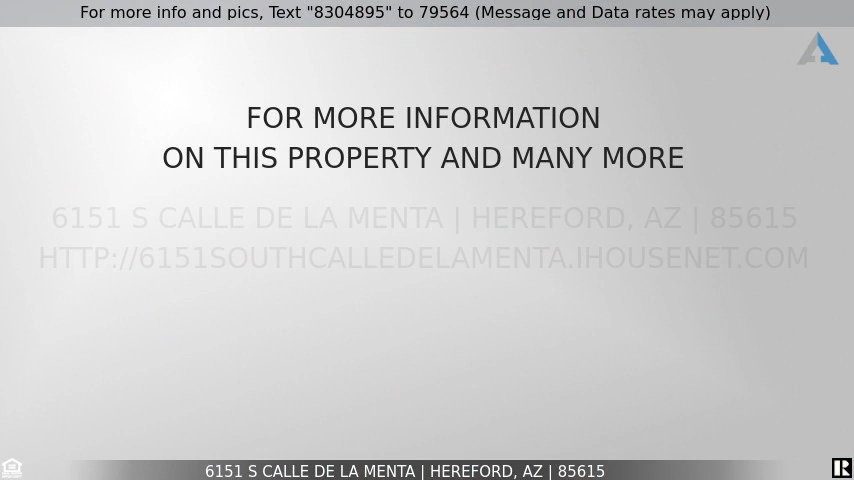 For more info and pics, Text "8304895" to 79564 (Message and Data rates may apply)
FOR MORE INFORMATION
ON THIS PROPERTY AND MANY MORE
6151 S CALLE DE LA MENTA | HEREFORD, AZ | 85615
HTTP://6151SOUTHCALLEDELAMENTA.IHOUSENET.COM
6151 S CALLE DE LA MENTA | HEREFORD, AZ | 85615